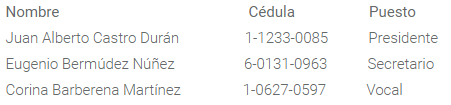 Nombre Cédula Puesto
Juan Alberto Castro Durán 1-1233-0085 Presidente
Eugenio Bermúdez Núñez 6-0131-0963 Secretario
Corina Barberena Martínez 1-0627-0597 Vocal